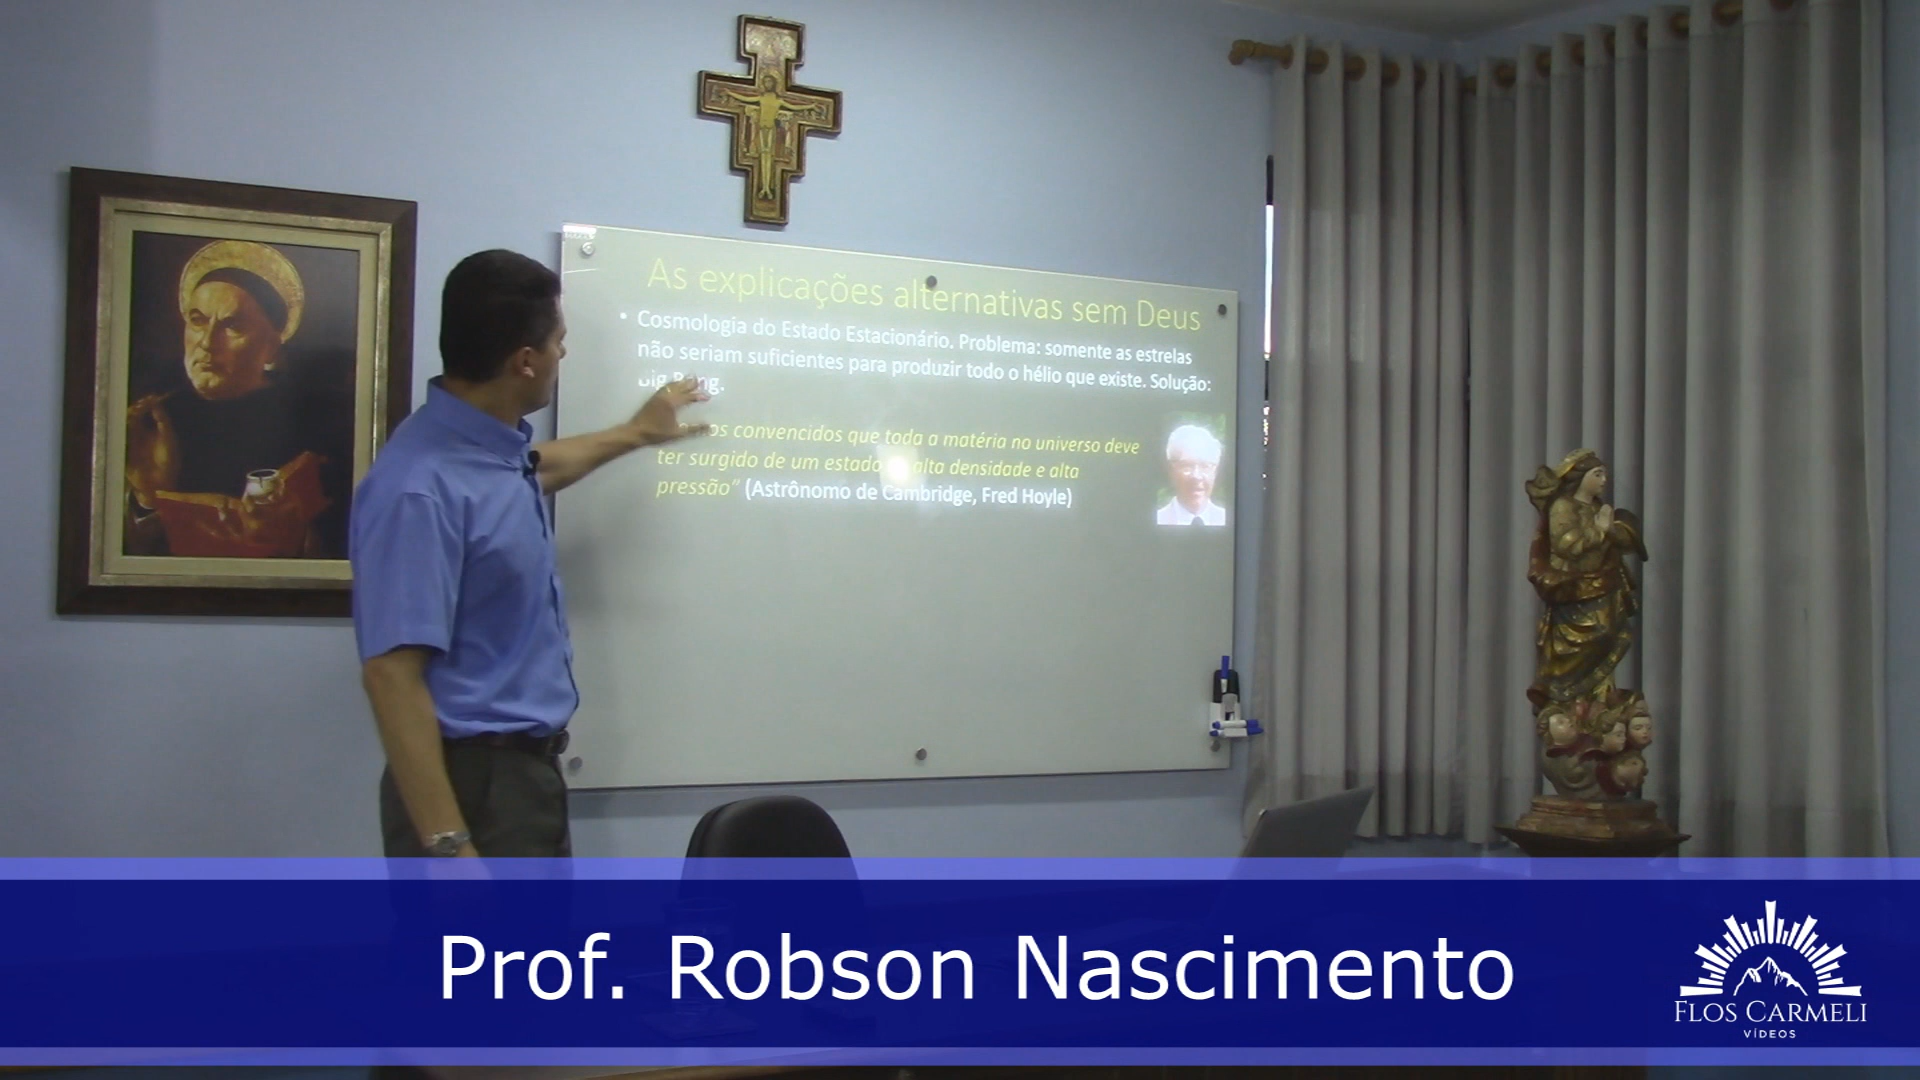 As explicações alternativas sem Deus
• Cosmologia do Estado Estacionário. Problema: somente as estrelas
não seriam suficientes para produzir todo o hélio que existe. Solução:
Big Bang.
convencidos que toda a matéria no universo deve
ter surgido de um estado alta densidade e alta
pressão” (Astrônomo de Cambridge, Fred Hoyle)
Prof. Robson Nascimento
FLOS CARMELI
VÍDEOS